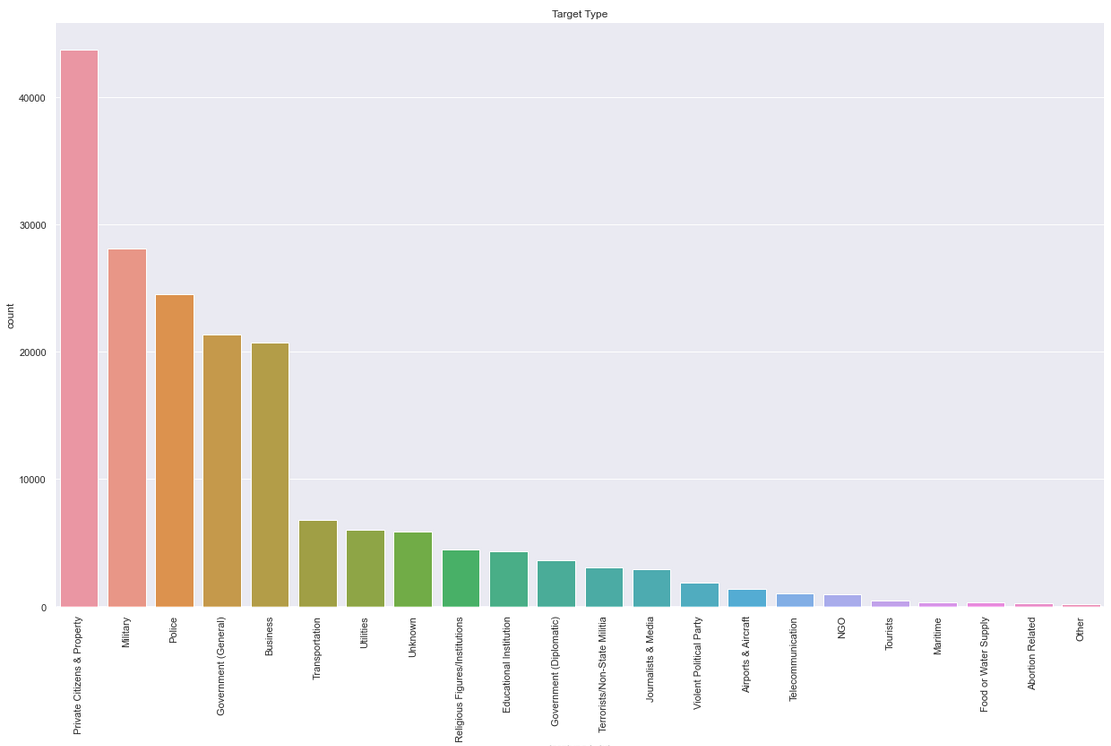 Target Type
40000
30000
20000
10000
0
count
Private Citizens & Property
Military
Police
Government (General)
Business
Transportation
Utilities
Unknown
Religious Figures/Institutions
Educational Institution
Government (Diplomatic)
Terrorists/Non-State Militia
Journalists & Media
Violent Political Party
Airports & Aircraft
Telecommunication
NGO
Tourists
Maritime
Food or Water Supply
Abortion Related
Other